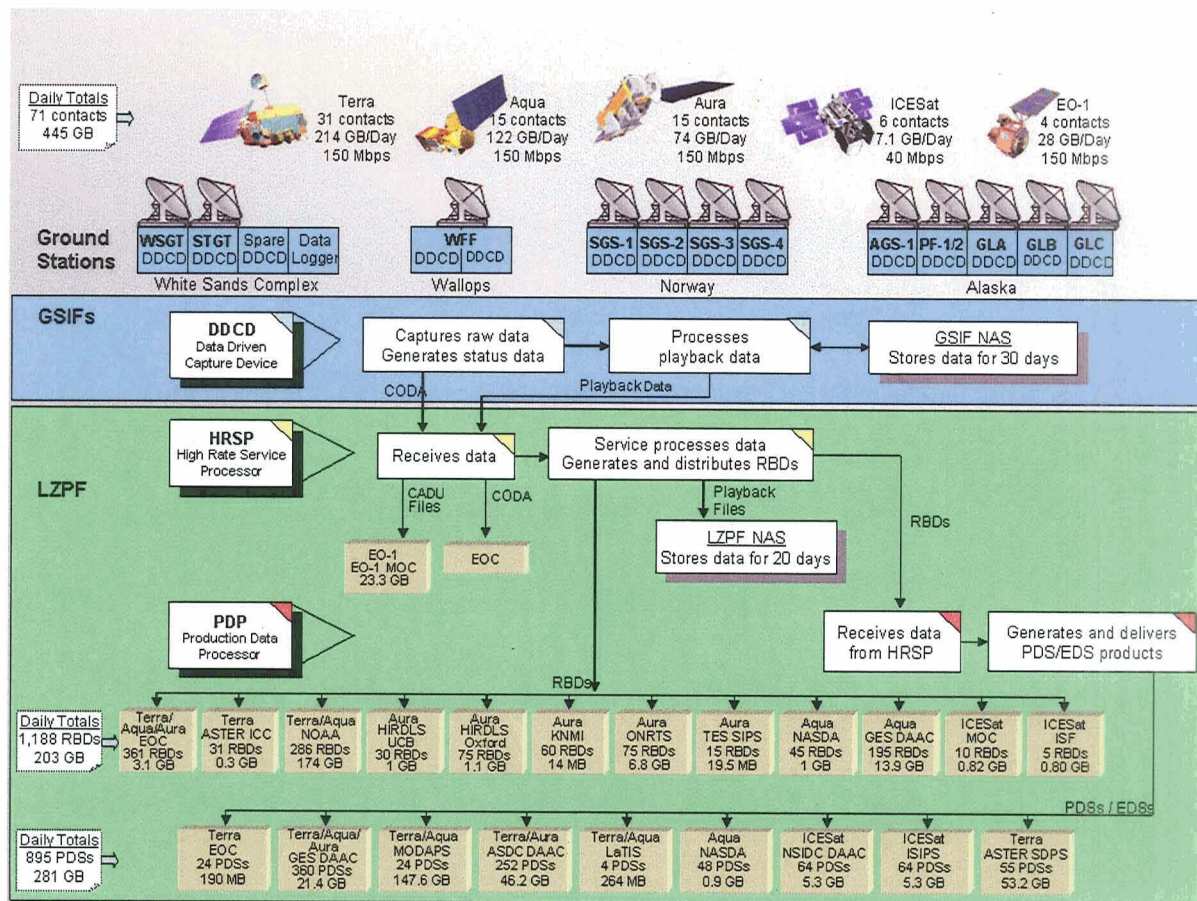 Daily Totals
71 contacts
445 GB
Terra
31 contacts
214 GB/Day
150 Mbps
Aqua
15 contacts
122 GB/Day
150 Mbps
Aura
15 contacts
74 GB/Day
150 Mbps
ICESat
6 contacts
7.1 GB/Day
40 Mbps
EO-1
4 contacts
28 GB/Day
150 Mbps
Ground
Stations
WSGT
DDCD
STGT
DDCD
Spare
DDCD
Data
Logger
White Sands Complex
WFF
DDCD DDCD
Wallops
SGS-1
DDCD
SGS-2
DDCD
SGS-3
DDCD
SGS-4
DDCD
Norway
AGS-1
DDCD
PF-1/2
DDCD
GLA
DDCD
GLB
DDCD
GLC
DDCD
Alaska
GSIFs
DDCD
Data Driven
Capture Device
Captures raw data
Generates status data
Processes
playback data
GSIF NAS
Stores data for 30 days
CODA
Playback Data
LZPF
HRSP
High Rate Service
Processor
Receives data
Service processes data
Generates and distributes RBDs
CADU
Files
CODA
Playback
Files
RBDs
EO-1
EO-1 MOC
23.3 GB
EOC
LZPF NAS
Stores data for 20 days
PDP
Production Data
Processor
Receives data
from HRSP
Generates and delivers
PDS/EDS products
RBDs
Daily Totals
1,188 RBDs
203 GB
Terra/
Aqua/Aura
EOC
361 RBDs
3.1 GB
Terra
ASTER ICC
31 RBDs
0.3 GB
Terra/Aqua
NOAA
286 RBDs
174 GB
Aura
HIRDLS
UCB
30 RBDs
1 GB
Aura
HIRDLS
Oxford
75 RBDs
1.1 GB
Aura
KNMI
60 RBDs
14 MB
Aura
ONRTS
75 RBDs
6.8 GB
Aura
TES SIPS
15 RBDs
19.5 MB
Aqua
NASDA
45 RBDs
1 GB
Aqua
GES DAAC
195 RBDs
13.9 GB
ICESat
MOC
10 RBDs
0.82 GB
ICESat
ISF
5 RBDs
0.80 GB
PDSs / EDSs
Daily Totals
895 PDSs
281 GB
Terra
EOC
24 PDSs
190 MB
Terra/Aqua/
Aura
GES DAAC
360 PDSs
21.4 GB
Terra/Aqua
MODAPS
24 PDSs
147.6 GB
Terra/Aura
ASDC DAAC
252 PDSs
46.2 GB
Terra/Aqua
LaTIS
4 PDSs
264 MB
Aqua
NASDA
48 PDSs
0.9 GB
ICESat
NSIDC DAAC
64 PDSs
5.3 GB
ICESat
ISIPS
64 PDSs
5.3 GB
Terra
ASTER SDPS
55 PDSs
53.2 GB